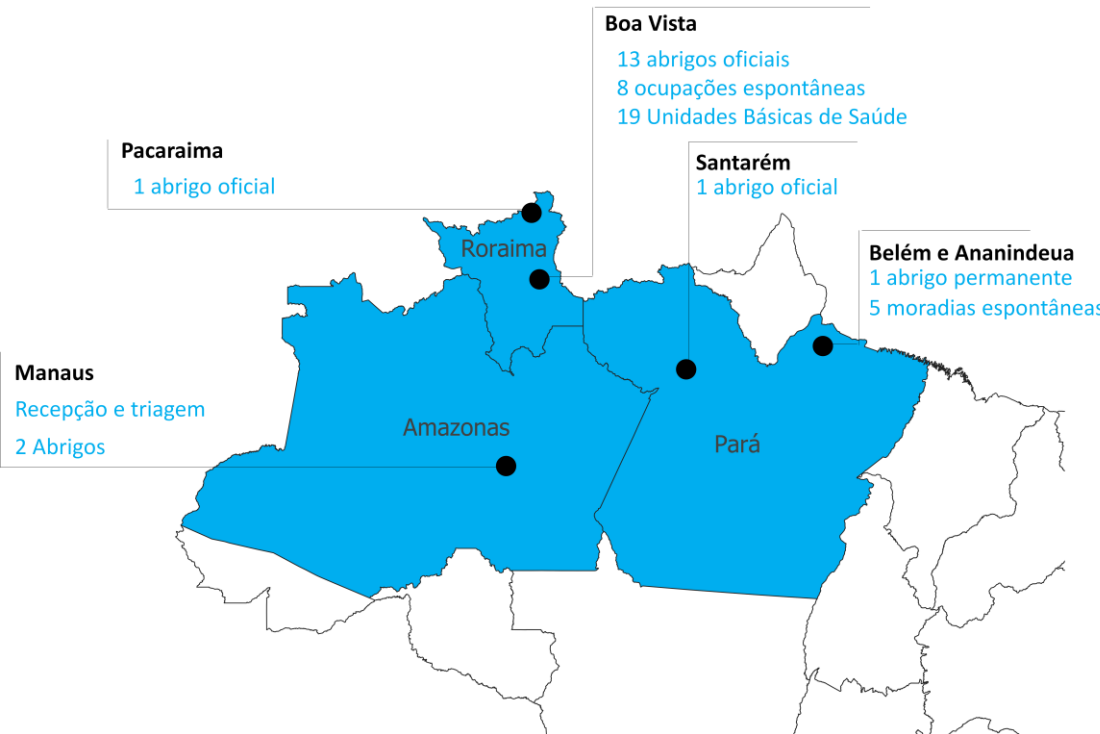 Boa Vista
13 abrigos oficiais
8 ocupações espontâneas
19 Unidades Básicas de Saúde
Pacaraima
1 abrigo oficial
Santarém
1 abrigo oficial
Roraima
Belém e Ananindeua
1 abrigo permanente
5 moradias espontâneas
Manaus
Recepção e triagem
2 Abrigos
Amazonas
Pará